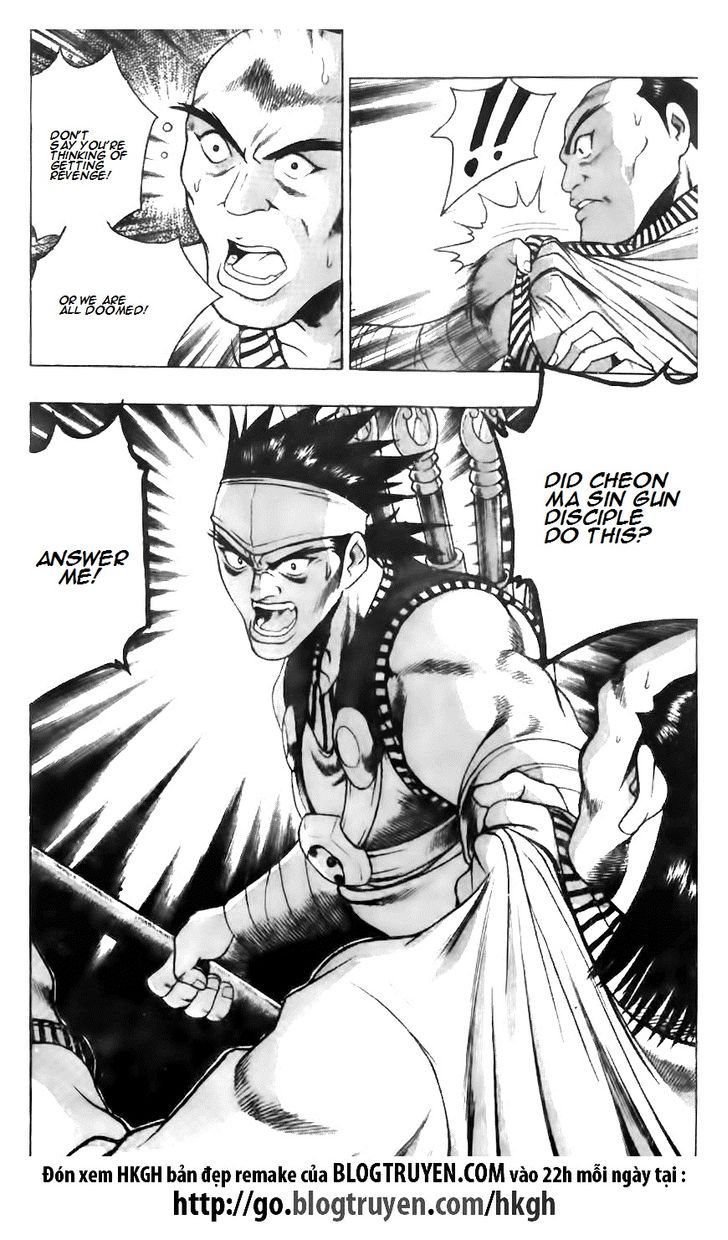 DON'T
SAY YOU'RE
THINKING OF
GETTING
REVENGE!
OR WE ARE
ALL DOOMED!
!!
DID CHEON
MA SIN GUN
DISCIPLE
DO THIS?
ANSWER
ME!
Đón xem HKGH bản đẹp remake của BLOGTRUYEN.COM vào 22h mỗi ngày tại :
http://go.blogtruyen.com/hkgh